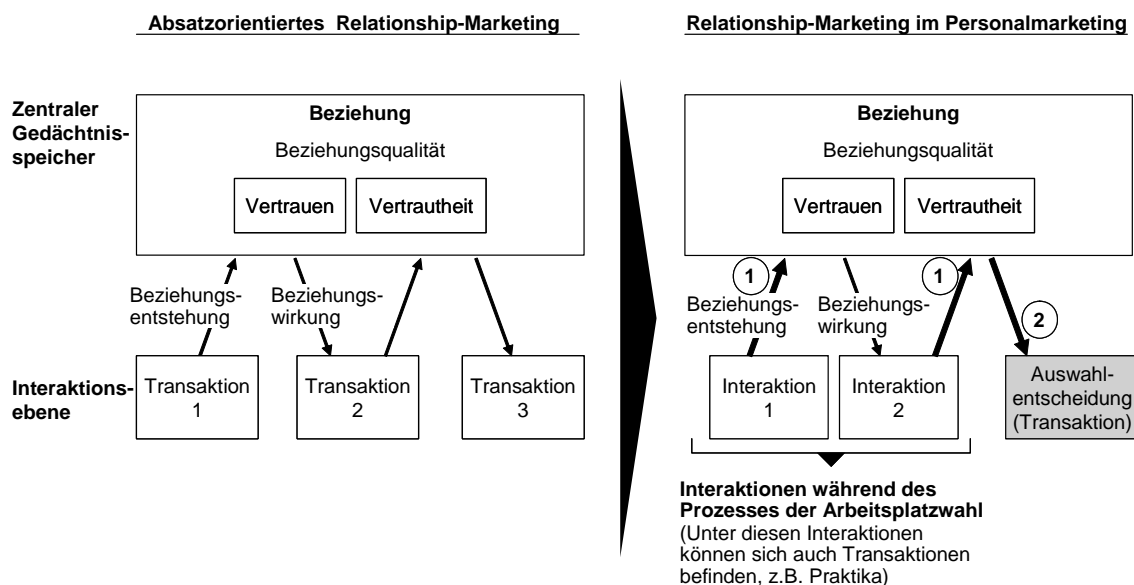 Absatzorientiertes Relationship-Marketing
Relationship-Marketing im Personalmarketing
Zentraler
Gedächtnis-
speicher
Beziehung
Beziehungsqualität
Vertrauen
Vertrautheit
Beziehungs-
entstehung
Beziehungs-
wirkung
Interaktions-
ebene
Transaktion
1
Transaktion
2
Transaktion
3
Beziehung
Beziehungsqualität
Vertrauen
Vertrautheit
1
Beziehungs-
entstehung
Beziehungs-
wirkung
1
2
Interaktion
1
Interaktion
2
Auswahl-
entscheidung
(Transaktion)
Interaktionen während des
Prozesses der Arbeitsplatzwahl
(Unter diesen Interaktionen
können sich auch Transaktionen
befinden, z.B. Praktika)